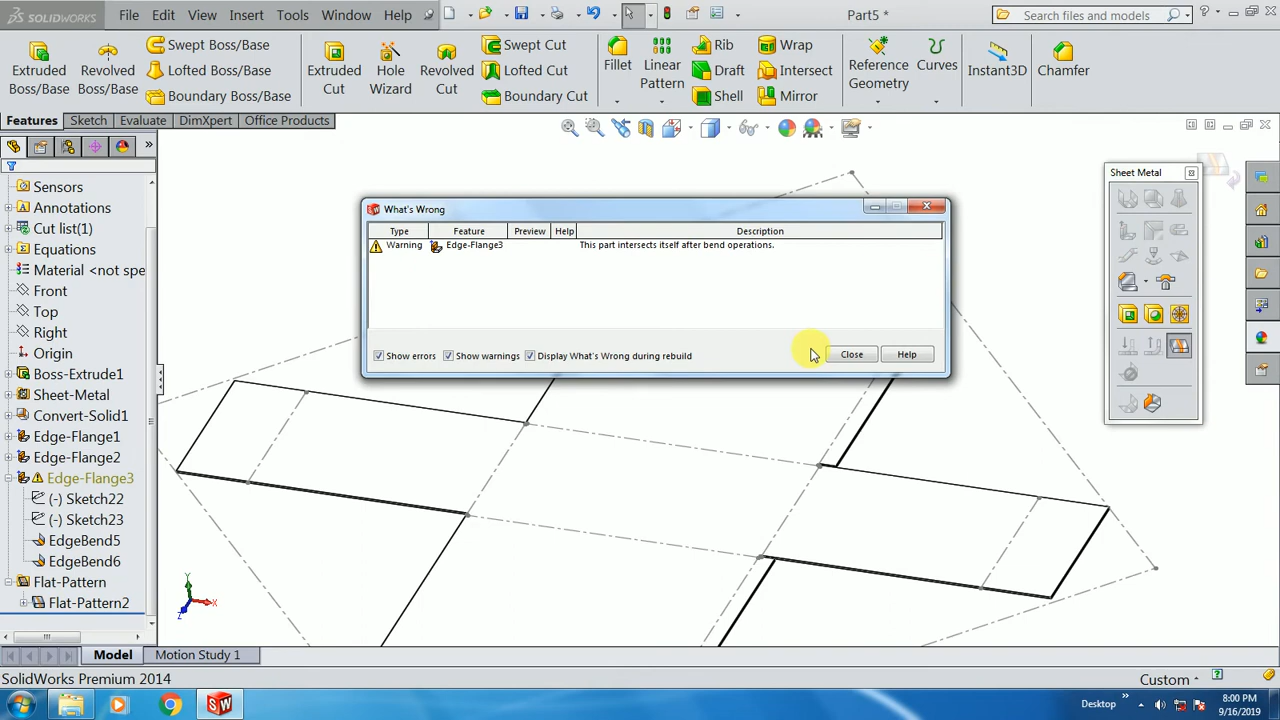 SOLIDWORKS File Edit View Insert Tools Window Help Part5 * Search files and models
Extruded Boss/Base
Revolved Boss/Base
Swept Boss/Base
Lofted Boss/Base
Boundary Boss/Base
Extruded Cut
Hole Wizard
Revolved Cut
Swept Cut
Lofted Cut
Boundary Cut
Fillet
Linear Pattern
Rib
Draft
Shell
Wrap
Intersect
Mirror
Reference Geometry
Curves
Instant3D
Chamfer
Features Sketch Evaluate DimXpert Office Products
Sensors
Annotations
Cut list(1)
Equations
Material <not spe
Front
Top
Right
Origin
Boss-Extrude1
Sheet-Metal
Convert-Solid1
Edge-Flange1
Edge-Flange2
Edge-Flange3
(-) Sketch22
(-) Sketch23
EdgeBend5
EdgeBend6
Flat-Pattern
Flat-Pattern2
What's Wrong
Type Feature Preview Help Description
Warning Edge-Flange3 This part intersects itself after bend operations.
Show errors Show warnings Display What's Wrong during rebuild Close Help
Sheet Metal
Y
X
Z
Model Motion Study 1
SolidWorks Premium 2014 Custom
Desktop
8:00 PM
9/16/2019